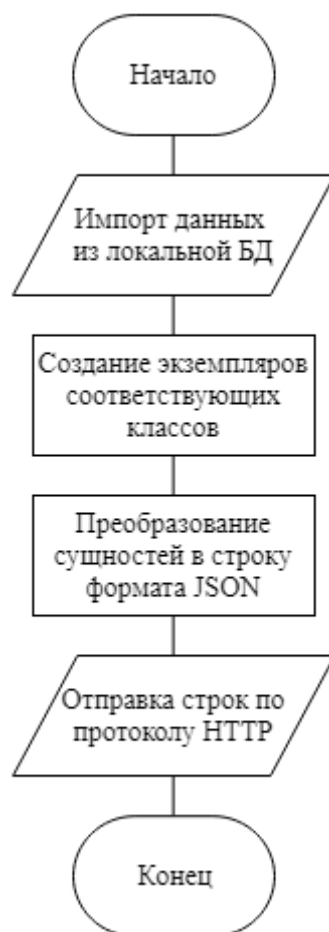 Начало
Импорт данных
из локальной БД
Создание экземпляров
соответствующих
классов
Преобразование
сущностей в строку
формата JSON
Отправка строк по
протоколу HTTP
Конец